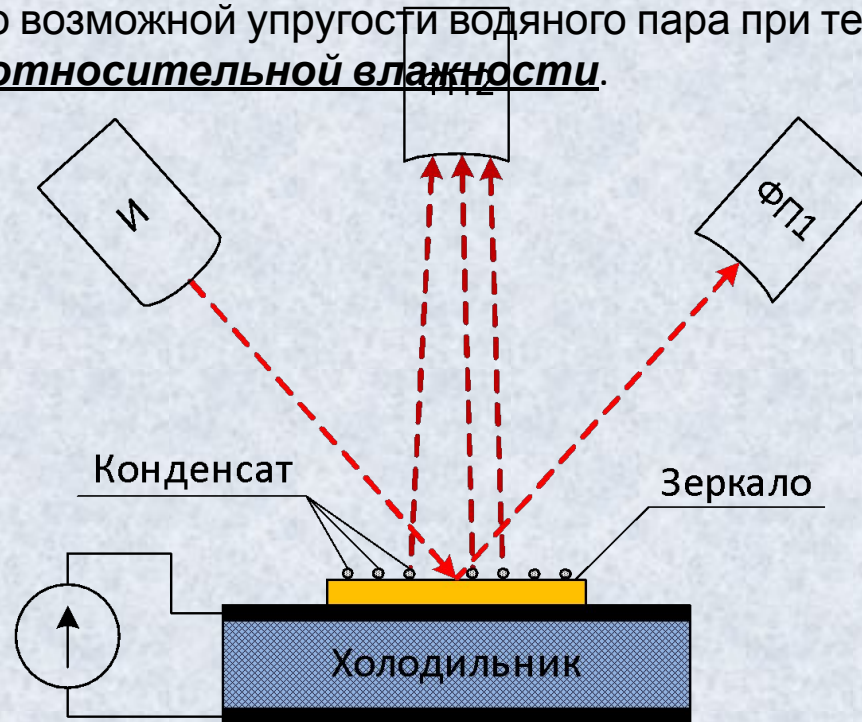 о возможной упругости водяного пара при те
относительной влажности.
ФП2
И
ФП1
Конденсат
Зеркало
Холодильник